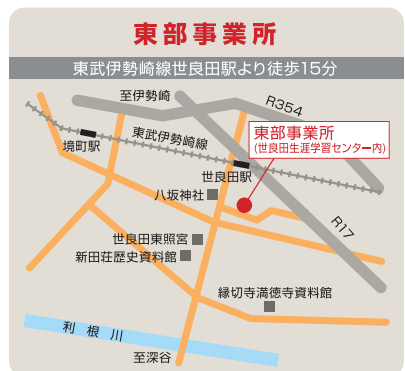 東部事業所
東武伊勢崎線世良田駅より徒歩15分
至伊勢崎
R354
東部事業所
(世良田生涯学習センター内)
東武伊勢崎線
境町駅
世良田駅
八坂神社
R17
世良田東照宮
新田荘歴史資料館
縁切寺満徳寺資料館
利根川
至深谷